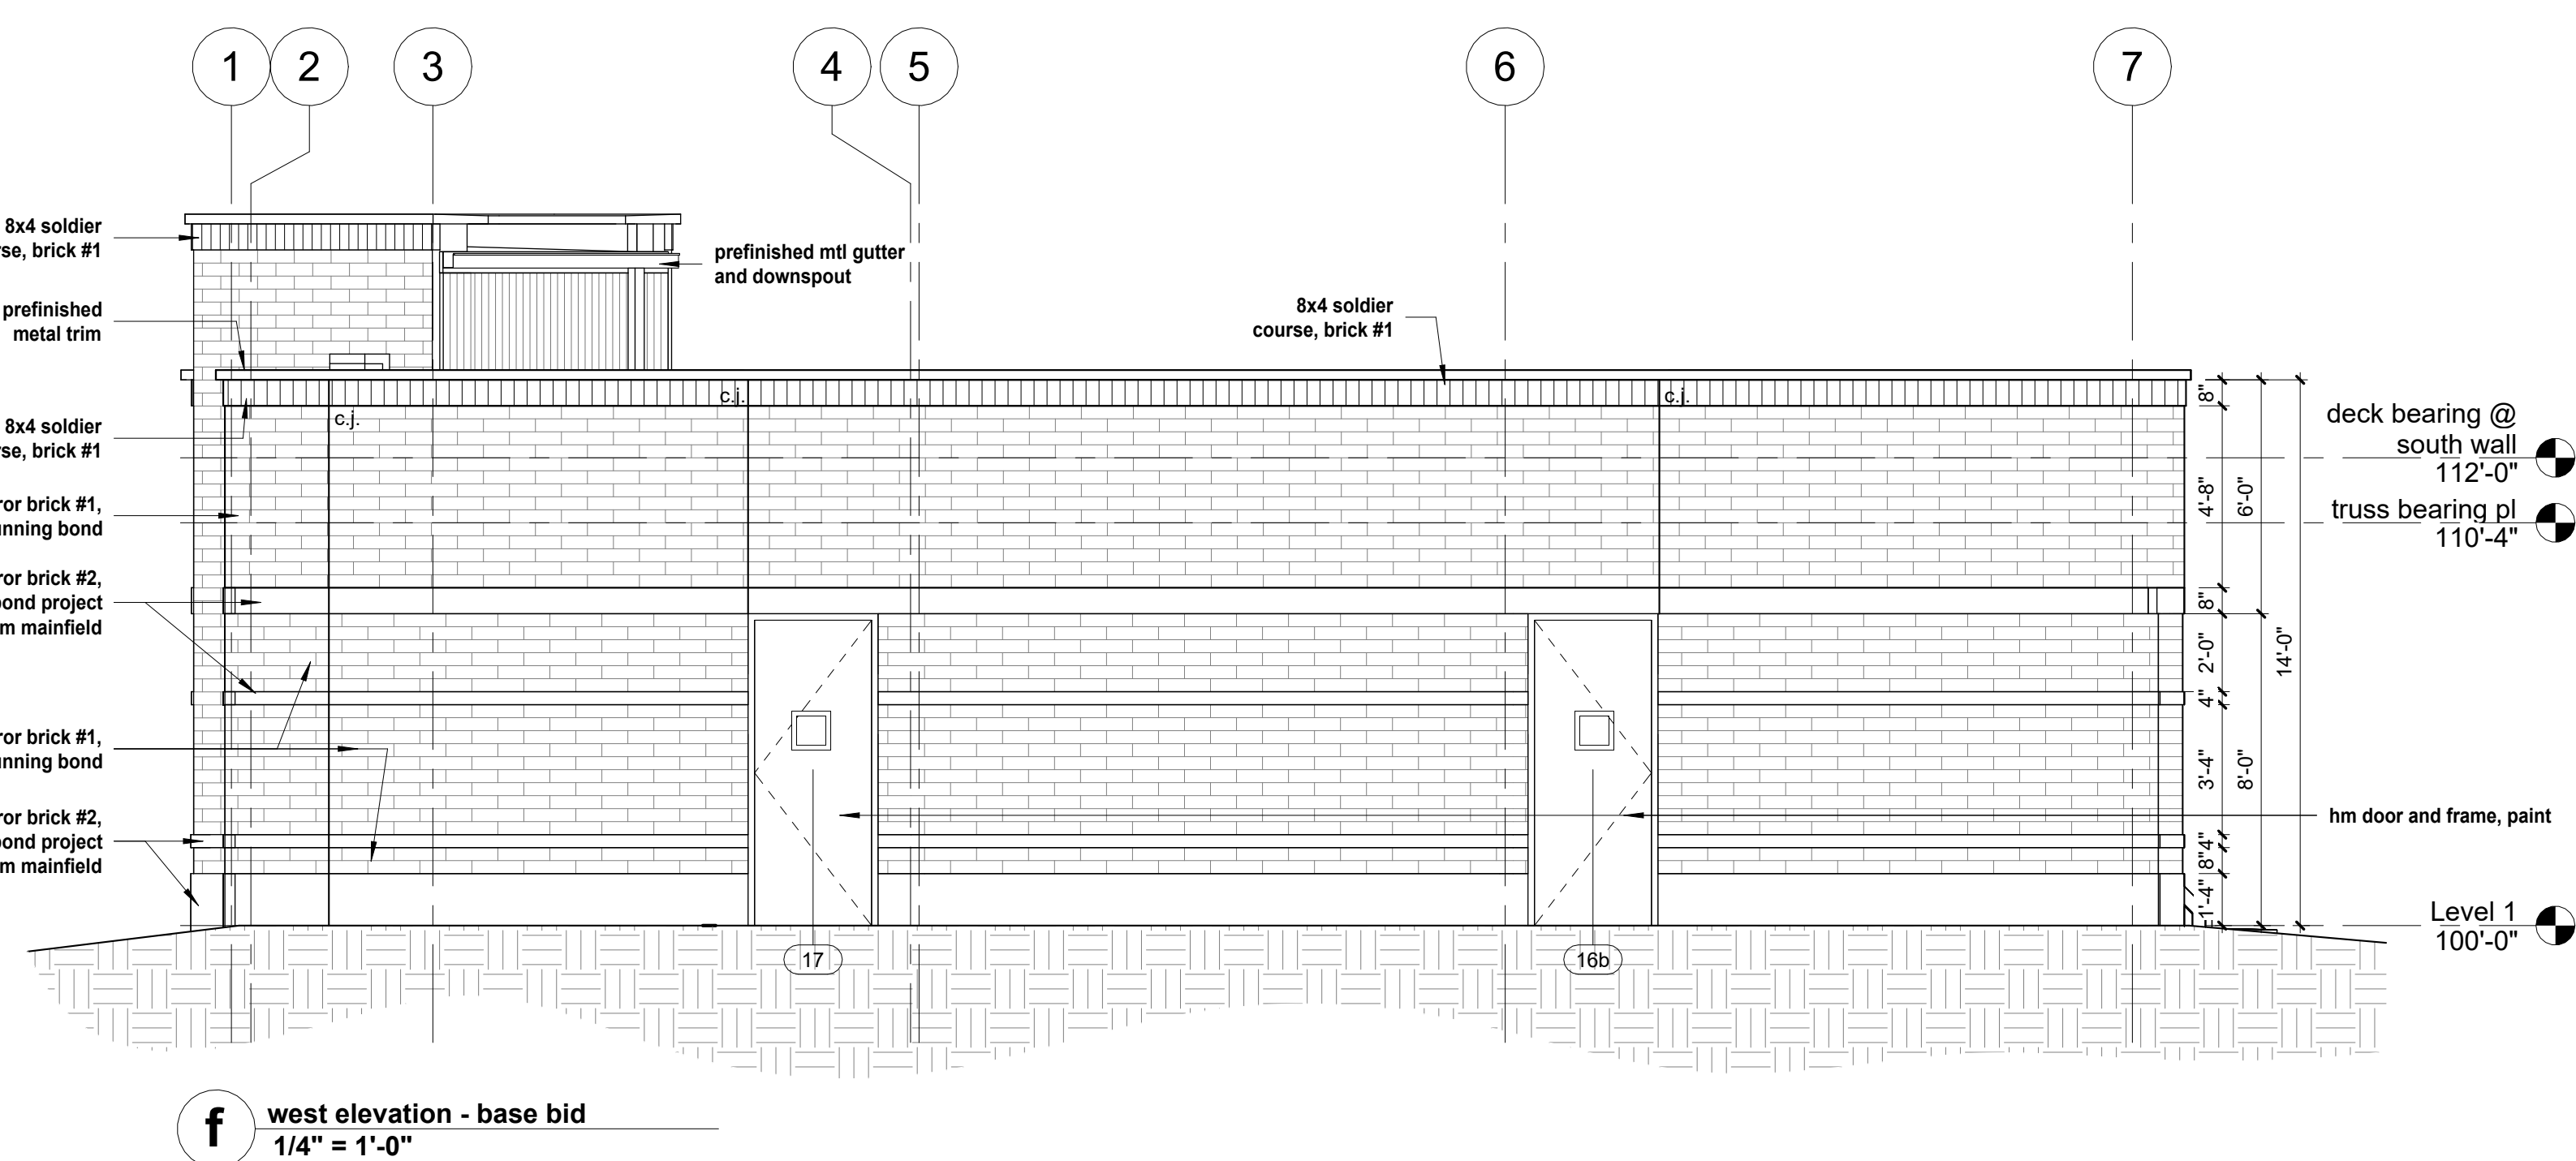 1 2 3 4 5 6 7
8x4 soldier
rse, brick #1
prefinished mtl gutter
and downspout
prefinished
metal trim
8x4 soldier
course, brick #1
c.j. c.j.
c.j.
8x4 soldier
rse, brick #1
ror brick #1,
unning bond
ror brick #2,
bond project
m mainfield
ror brick #1,
unning bond
ror brick #2,
bond project
m mainfield
8"
4'-8"
8"
2'-0"
4"
3'-4"
4"
8"
1'-4"
6'-0"
8'-0"
14'-0"
deck bearing @
south wall
112'-0"
truss bearing pl
110'-4"
hm door and frame, paint
Level 1
100'-0"
17 16b
f
west elevation - base bid
1/4" = 1'-0"